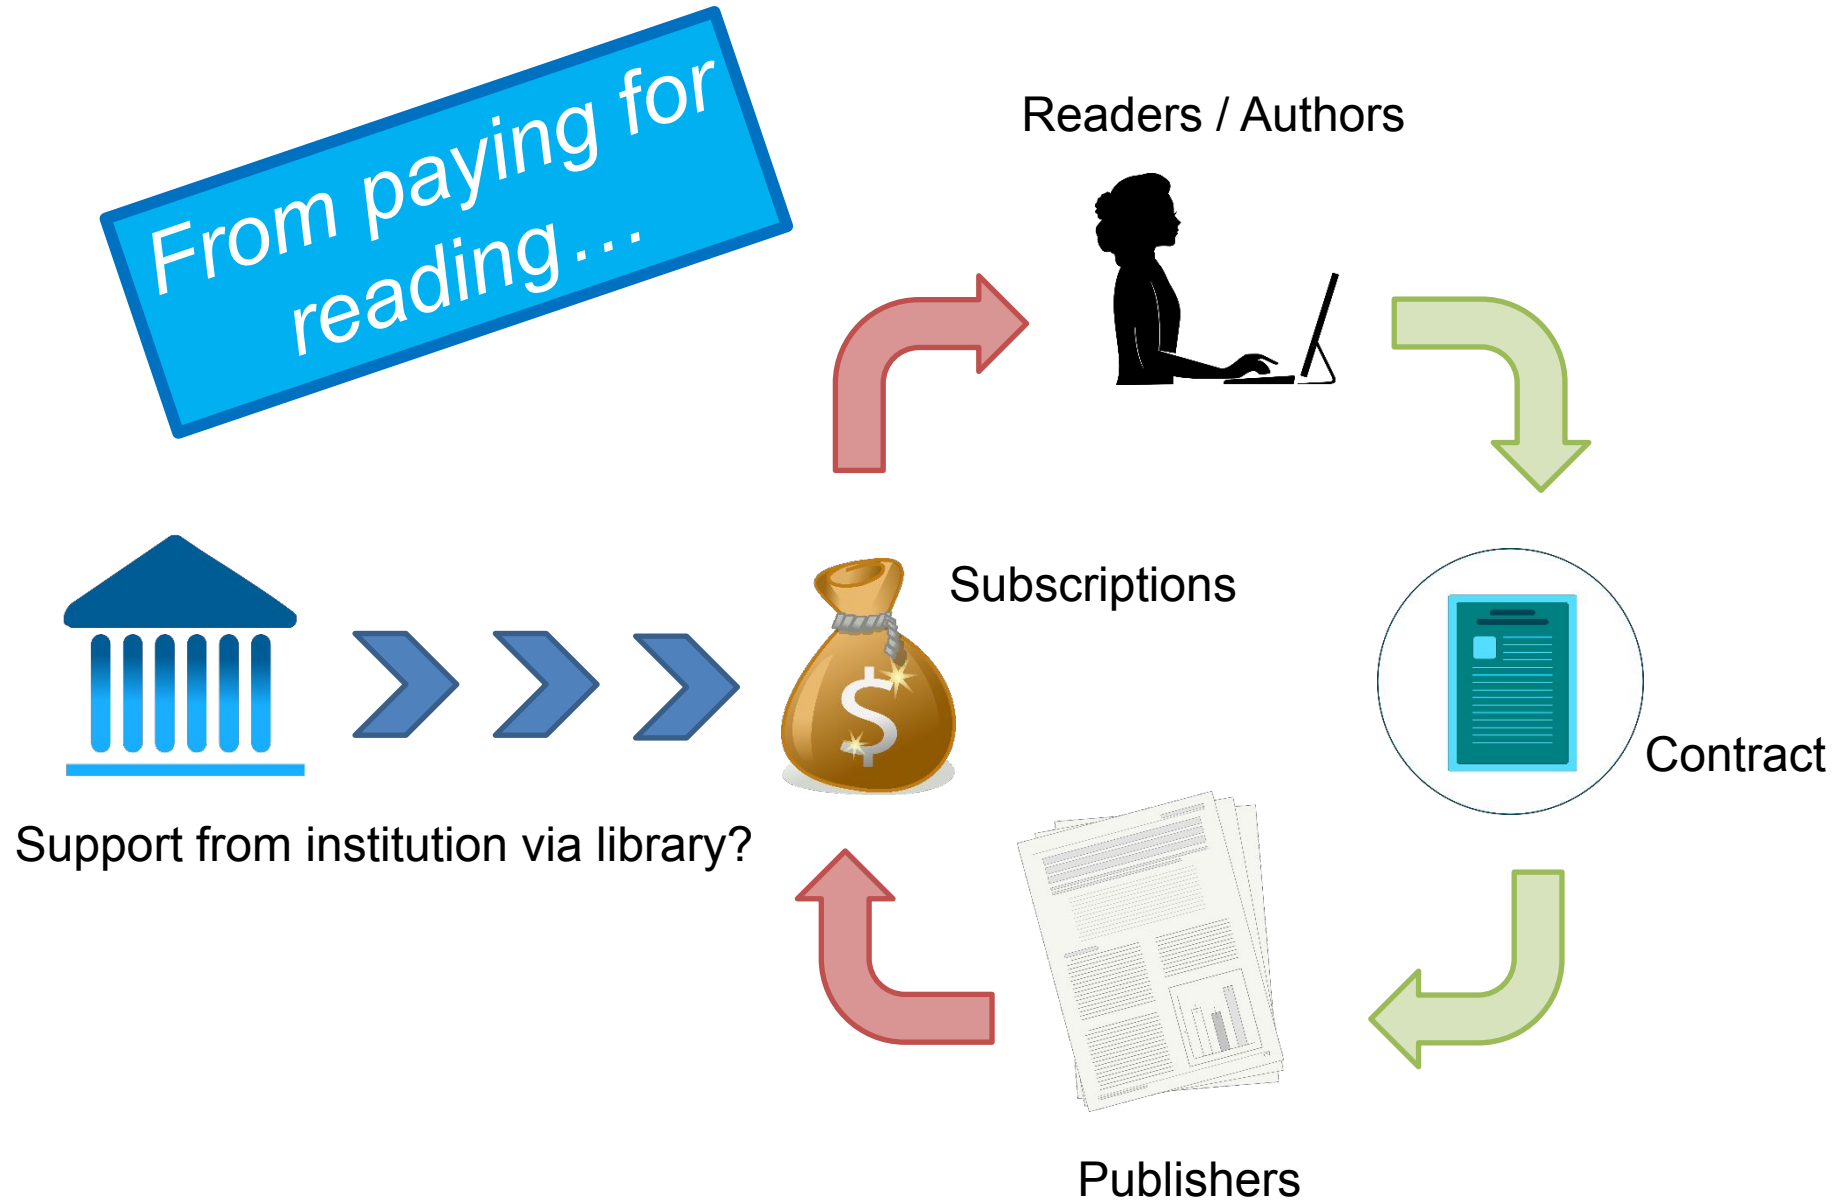 From paying for
reading…
Readers / Authors
Subscriptions
$
Contract
Support from institution via library?
Publishers